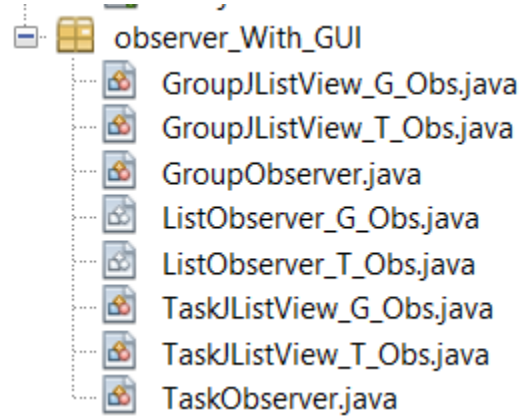 observer_With_GUI
GroupJListView_G_Obs.java
GroupJListView_T_Obs.java
GroupObserver.java
ListObserver_G_Obs.java
ListObserver_T_Obs.java
TaskJListView_G_Obs.java
TaskJListView_T_Obs.java
TaskObserver.java